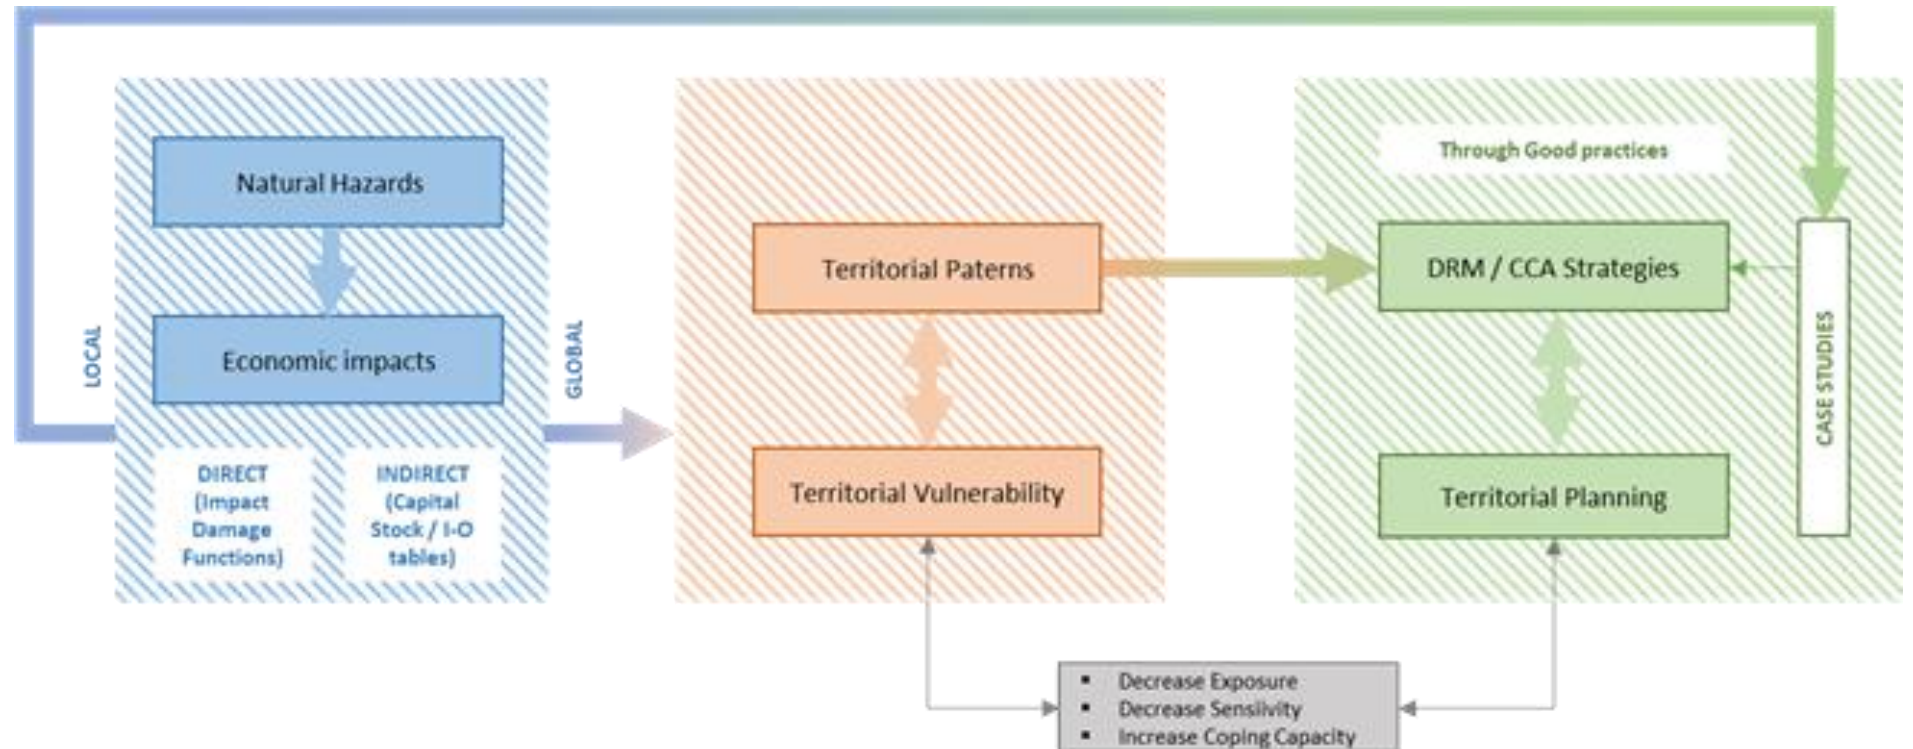 Natural Hazards
Economic impacts
LOCAL
GLOBAL
DIRECT
(Impact
Damage
Functions)
INDIRECT
(Capital
Stock / I-O
tables)
Territorial Paterns
Territorial Vulnerability
Through Good practices
DRM / CCA Strategies
Territorial Planning
CASE STUDIES
▪ Decrease Exposure
▪ Decrease Sensiivity
▪ Increase Coping Capacity